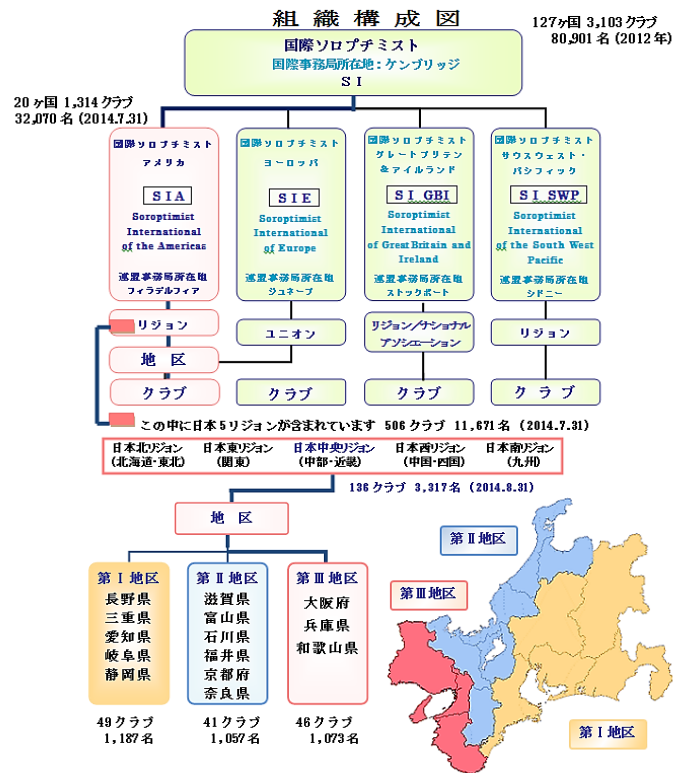 組織構成図
127ヶ国 3,103クラブ
80,901名(2012年)
国際ソロプチミスト
国際事務局所在地:ケンブリッジ
SI
20ヶ国 1,314クラブ
32,070名(2014.7.31)
国際ソロプチミスト
アメリカ
SIA
Soroptimist
International
of the Americas
連盟事務局所在地
フィラデルフィア
国際ソロプチミスト
ヨーロッパ
SIE
Soroptimist
International
of Europe
連盟事務局所在地
ジュネーブ
国際ソロプチミスト
グレートブリテン
&アイルランド
SI GBI
Soroptimist
International
of Great Britain and
Ireland
連盟事務局所在地
ストックポート
国際ソロプチミスト
サウスウェスト・
パシフィック
SI SWP
Soroptimist
International
of the South West
Pacific
連盟事務局所在地
シドニー
リジョン
ユニオン
リジョン/ナショナル
アソシエーション
リジョン
地区
クラブ
クラブ
クラブ
クラブ
この中に日本5リジョンが含まれています 506クラブ 11,671名(2014.7.31)
日本北リジョン
(北海道・東北)
日本東リジョン
(関東)
日本中央リジョン
(中部・近畿)
日本西リジョン
(中国・四国)
日本南リジョン
(九州)
136クラブ 3,317名 (2014.8.31)
地区
第Ⅰ地区
長野県
三重県
愛知県
岐阜県
静岡県
49クラブ
1,187名
第Ⅱ地区
滋賀県
富山県
石川県
福井県
京都府
奈良県
41クラブ
1,057名
第Ⅲ地区
大阪府
兵庫県
和歌山県
46クラブ
1,073名
第Ⅱ地区
第Ⅲ地区
第Ⅰ地区